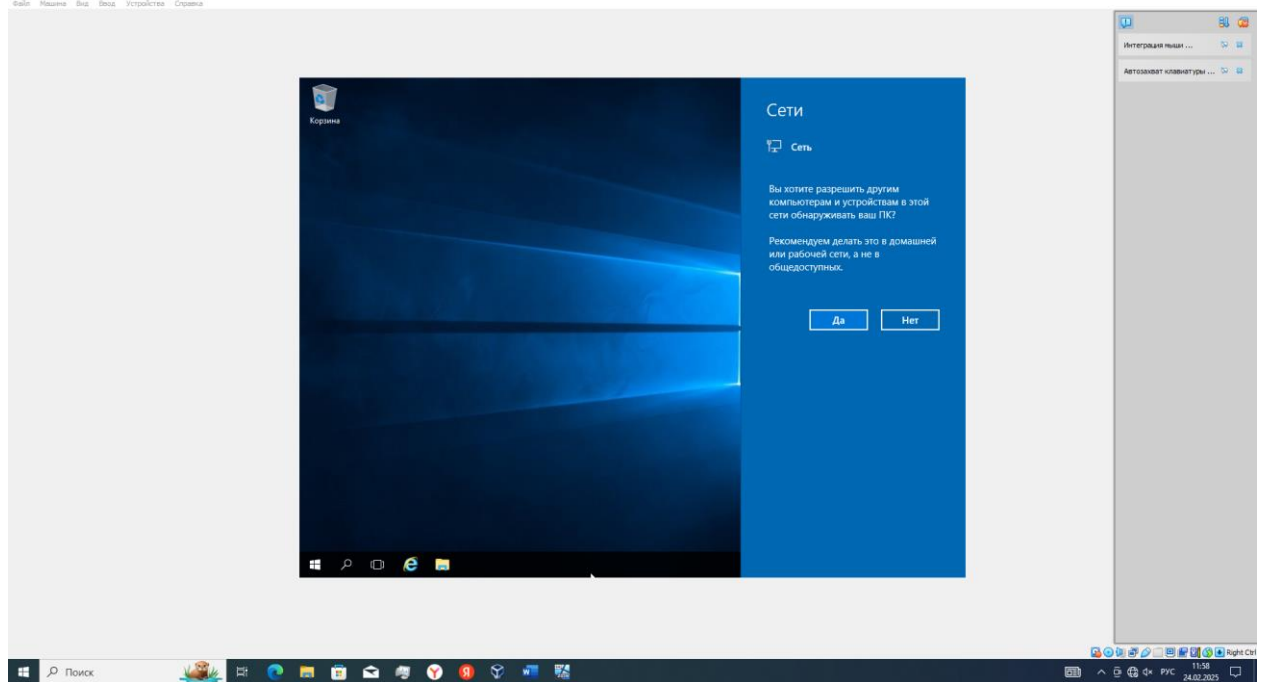 Файл Машина Вид Ввод Устройства Справка
Интеграция мыши ...
Автозахват клавиатуры ...
Корзина
Сети
Сеть
Вы хотите разрешить другим
компьютерам и устройствам в этой
сети обнаруживать ваш ПК?
Рекомендуем делать это в домашней
или рабочей сети, а не в
общедоступных.
Да Нет
Right Ctrl
Поиск
РУС
11:58
24.02.2025